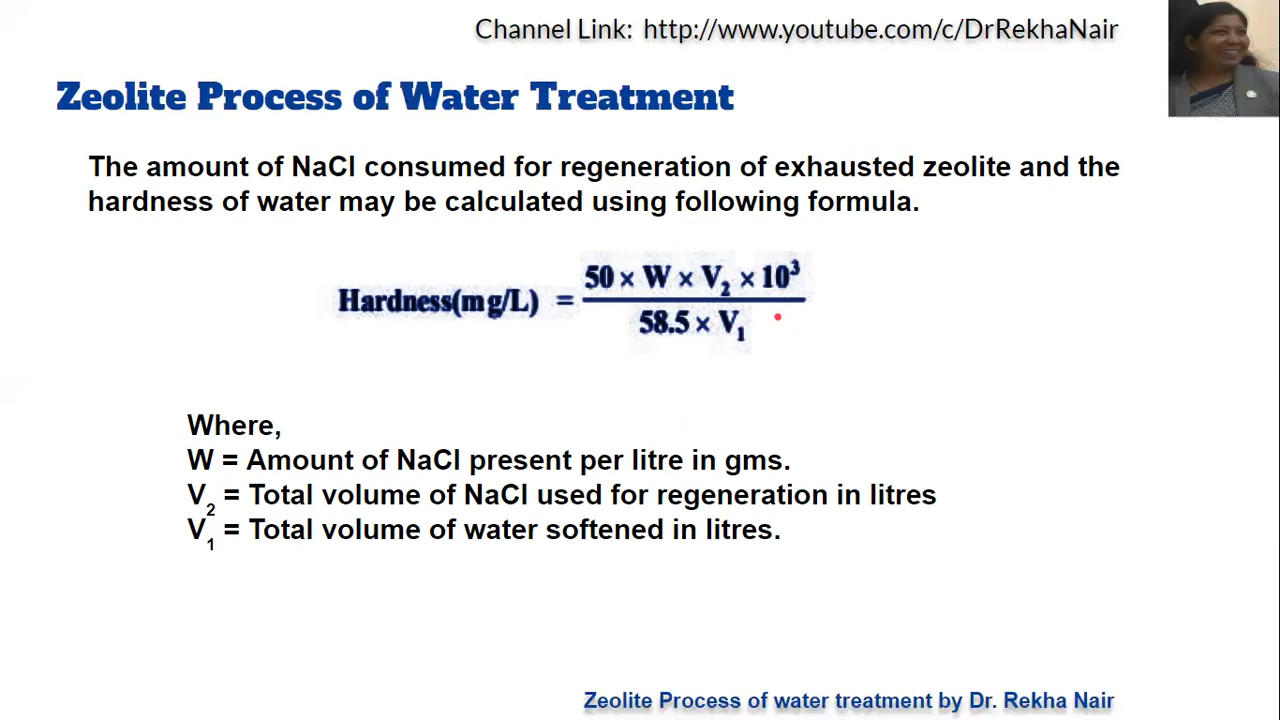 Channel Link: http://www.youtube.com/c/DrRekhaNair
Zeolite Process of Water Treatment
The amount of NaCl consumed for regeneration of exhausted zeolite and the
hardness of water may be calculated using following formula.
Hardness(mg/L) = 50 × W × V₂ × 10³
58.5 × V₁
Where,
W = Amount of NaCl present per litre in gms.
V₂ = Total volume of NaCl used for regeneration in litres
V₁ = Total volume of water softened in litres.
Zeolite Process of water treatment by Dr. Rekha Nair